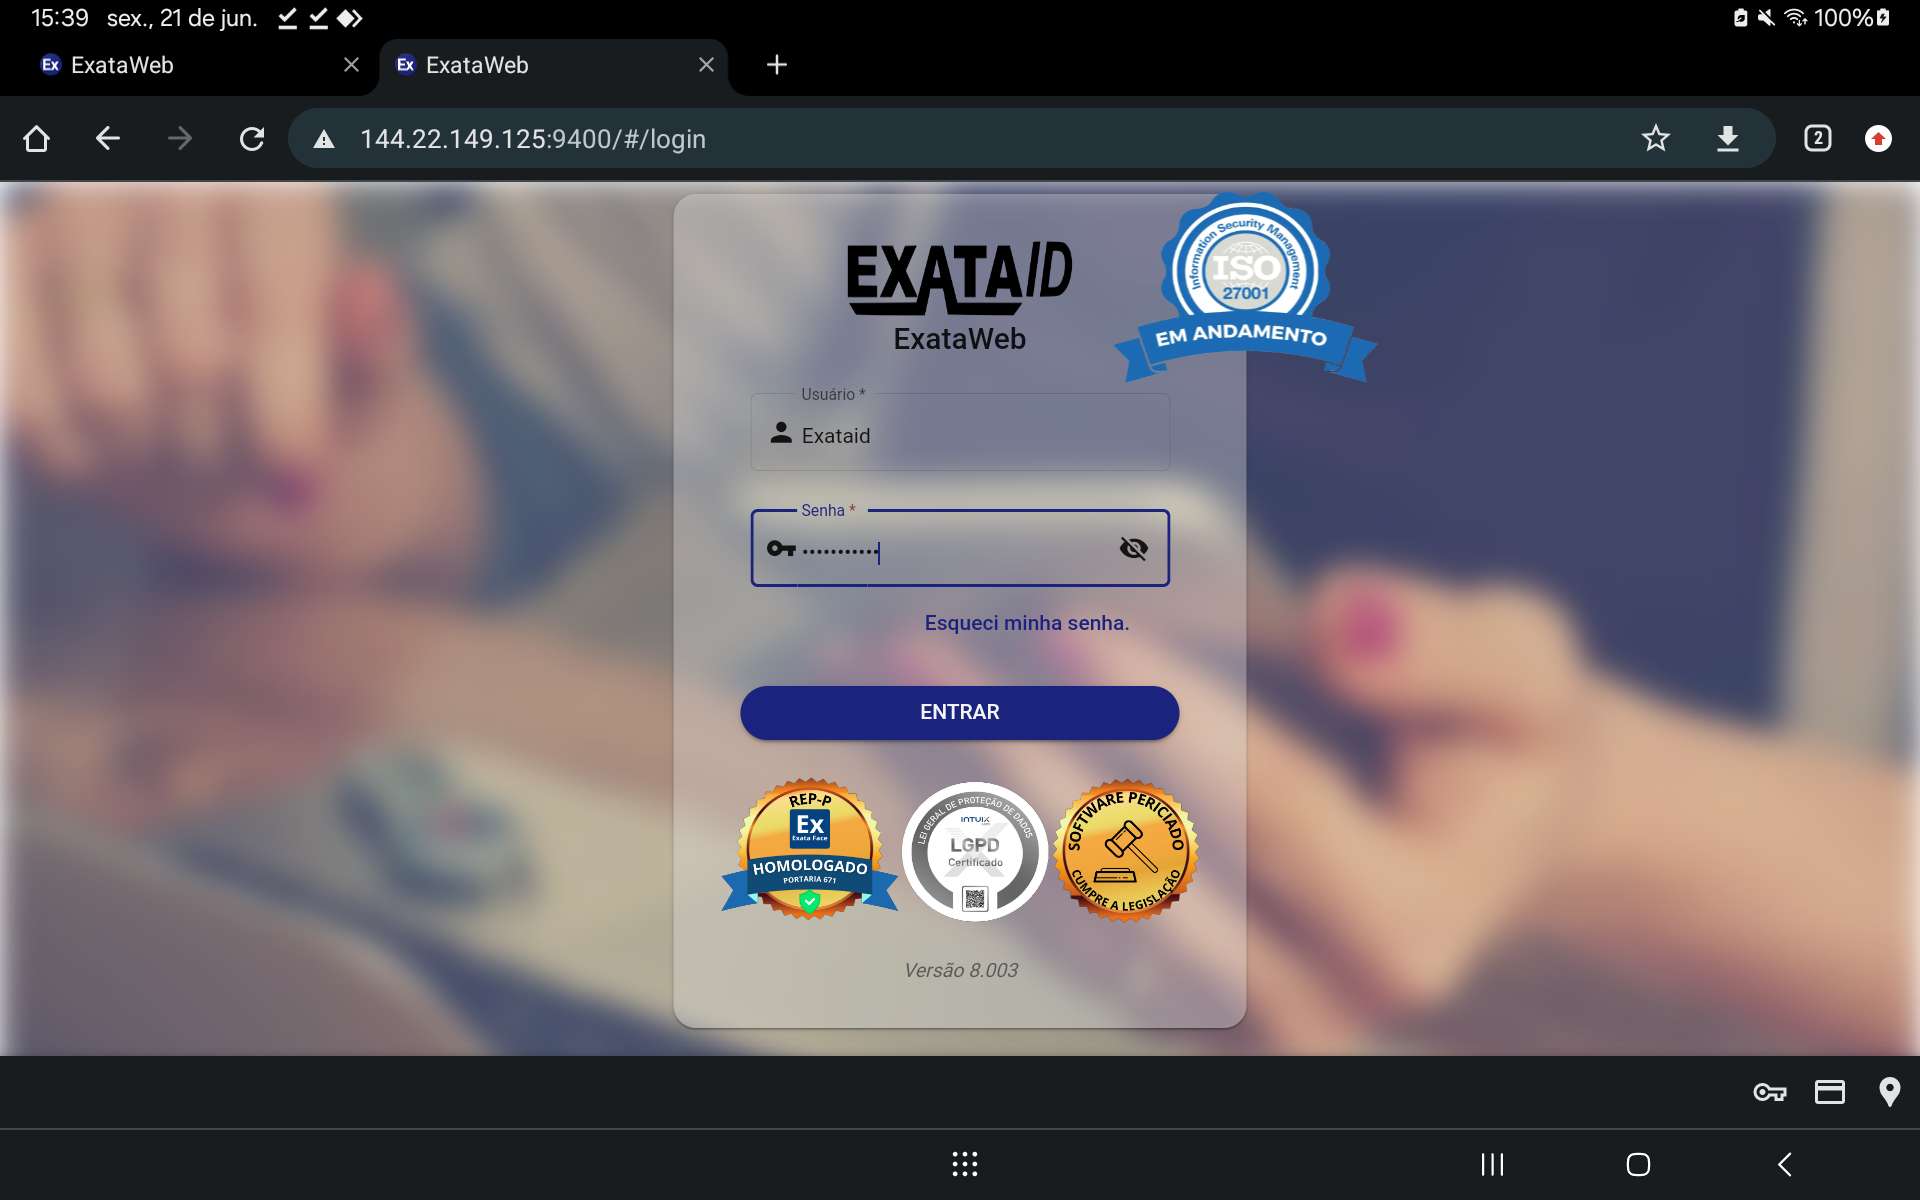 15:39 sex., 21 de jun. 100%
Ex ExataWeb
Ex ExataWeb
144.22.149.125:9400/#/login
2
EXATAID
ExataWeb
Information Security Management
ISO
27001
EM ANDAMENTO
Usuário *
Exataid
Senha *
•••••••••••
Esqueci minha senha.
ENTRAR
REP-P
Ex
Exata Face
HOMOLOGADO
PORTARIA 671
LEI GERAL DE PROTEÇÃO DE DADOS
INTUIX
LGPD
Certificado
SOFTWARE PERICIADO
CUMPRE A LEGISLAÇÃO
Versão 8.003